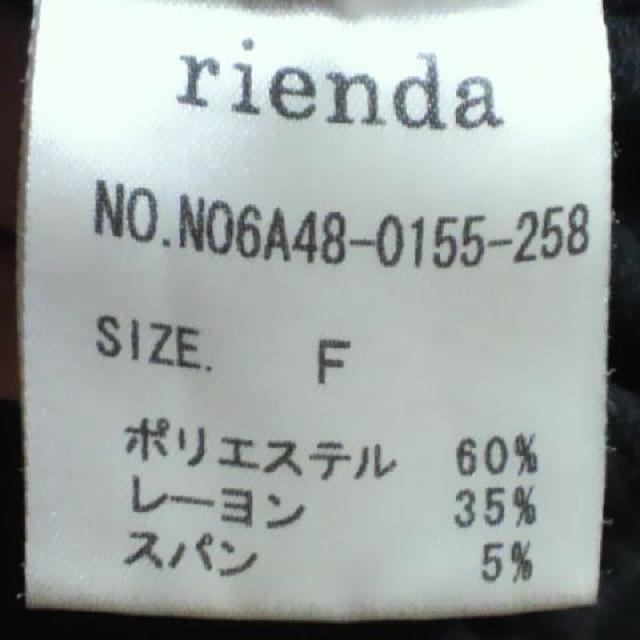 rienda
NO.N06A48-0155-258
SIZE. F
ポリエステル 60%
レーヨン 35%
スパン 5%